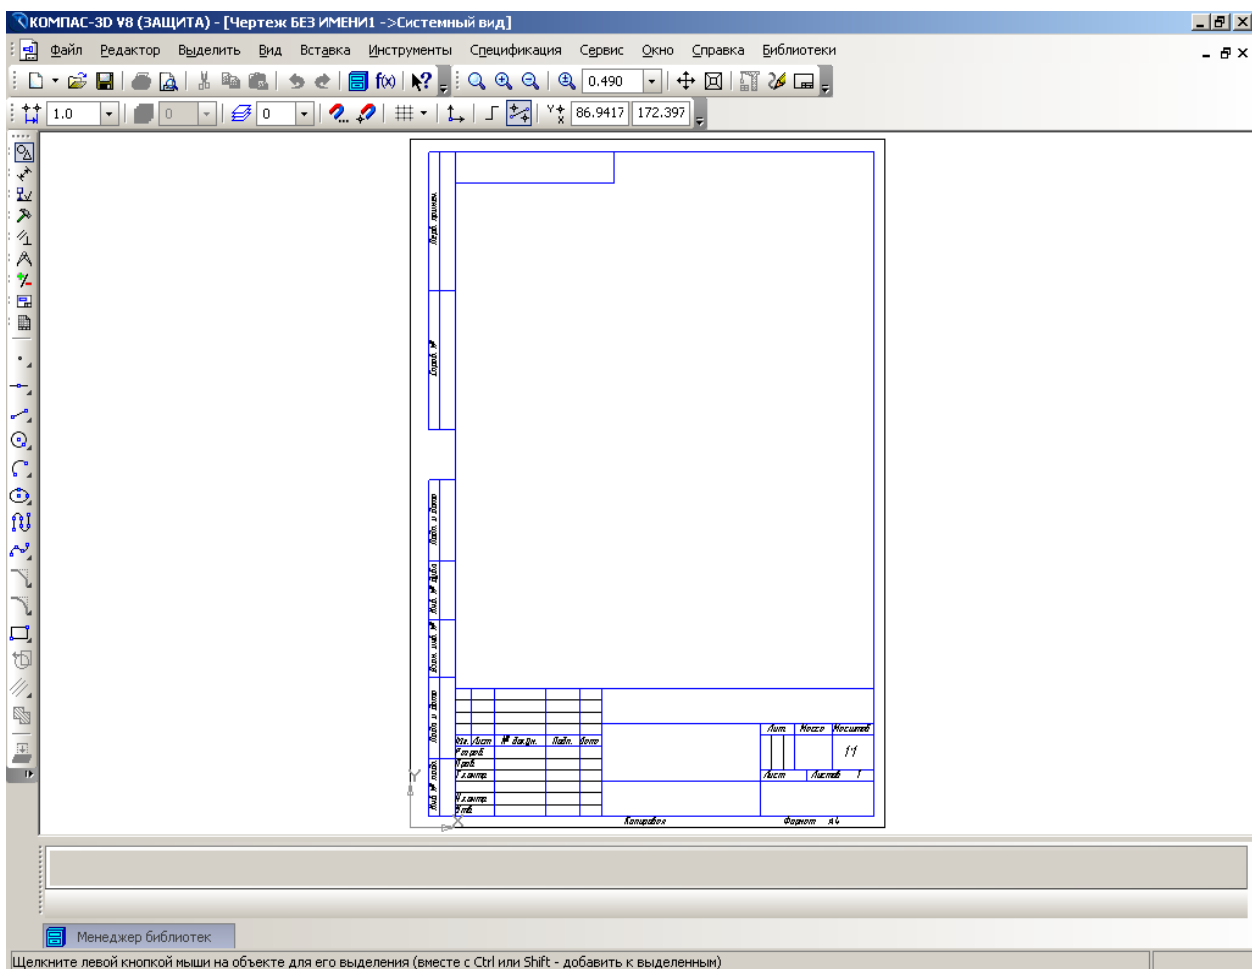 КОМПАС-3D V8 (ЗАЩИТА) - [Чертеж БЕЗ ИМЕНИ1 ->Системный вид]
Файл Редактор Выделить Вид Вставка Инструменты Спецификация Сервис Окно Справка Библиотеки
f(x) 0.490
1.0 0 0 Y X 86.9417 172.397
Перв. примен.
Справ. №
Подп. и дата
Инв. № дубл.
Взам. инв. №
Подп. и дата
Инв. № подл.
Лит. Масса Масштаб
Изм. Лист № докум. Подп. Дата
Разраб. 1:1
Пров.
Т.контр. Лист Листов 1
Н.контр.
Утв.
Копировал Формат A4
Y
X
Менеджер библиотек
Щелкните левой кнопкой мыши на объекте для его выделения (вместе с Ctrl или Shift - добавить к выделенным)